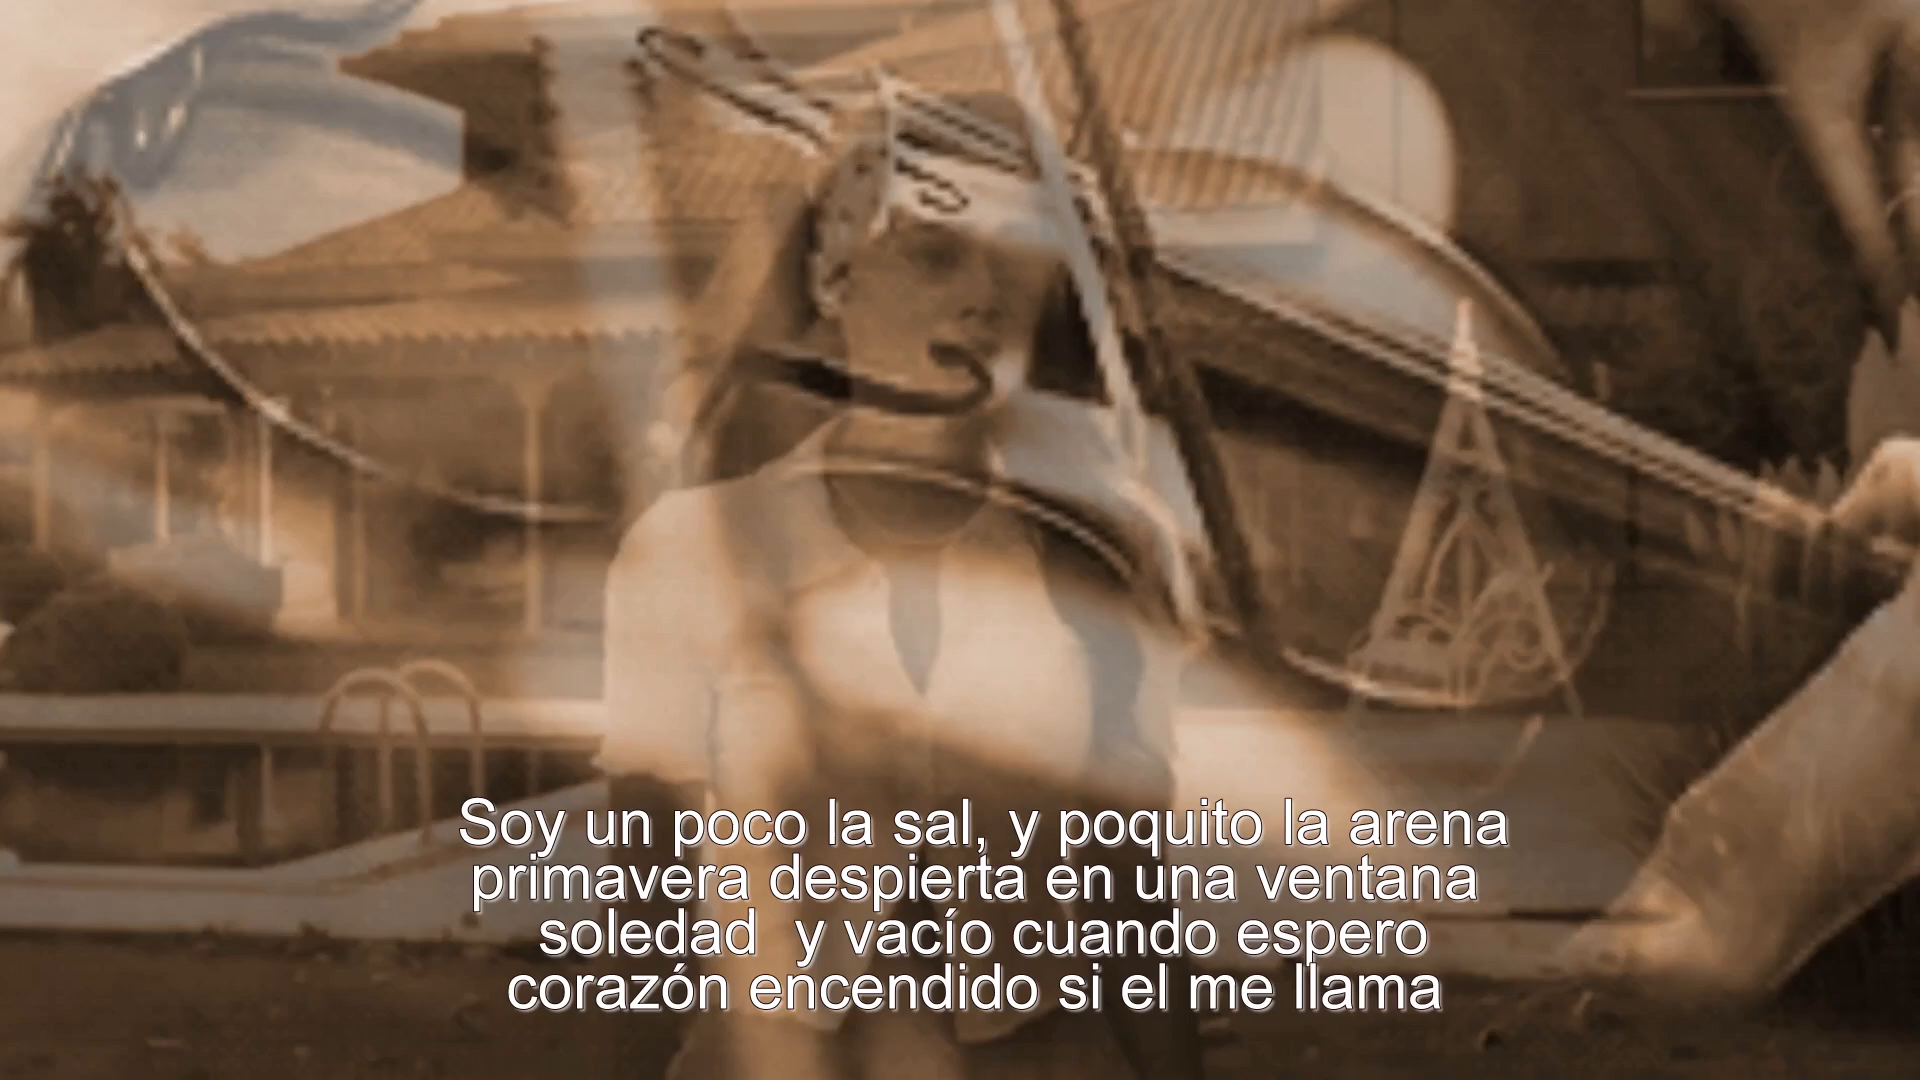 Soy un poco la sal, y poquito la arena
primavera despierta en una ventana
soledad  y vacío cuando espero
corazón encendido si el me llama